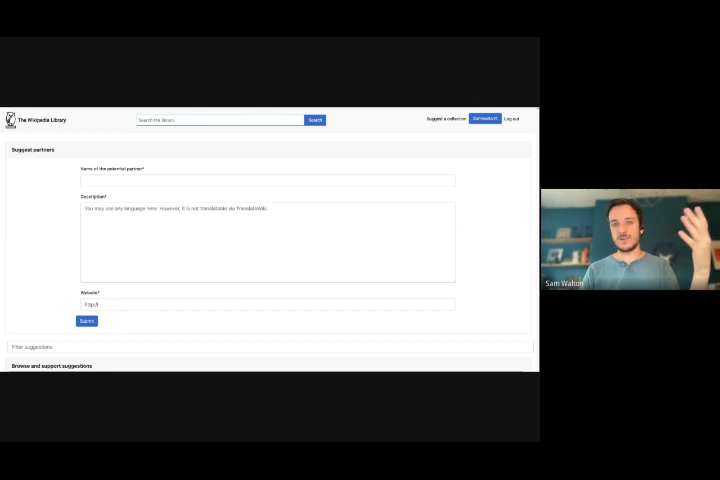 The Wikipedia Library
Search the library
Search
Suggest a collection
Samwalton9
Log out
Suggest partners
Name of the potential partner*
Description*
You may use any language here. However, it is not translatable via TranslateWiki.
Website*
http://
Submit
Filter suggestions
Browse and support suggestions
Sam Walton